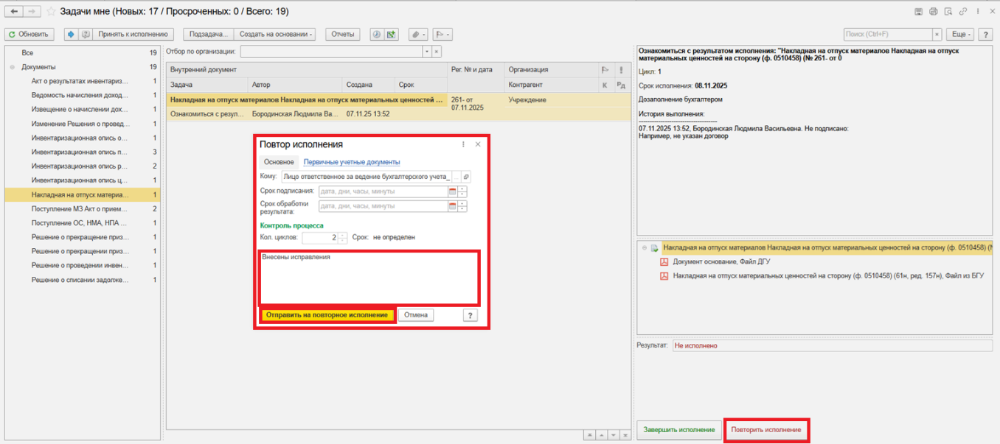 Задачи мне (Новых: 17 / Просроченных: 0 / Всего: 19)
Обновить
Принять к исполнению
Подзадача...
Создать на основании
Отчеты
Поиск (Ctrl+F)
Еще
?
Все 19
Документы 19
Акт о результатах инвентариз... 1
Ведомость начисления доход... 1
Извещение о начислении дох... 1
Изменение Решения о провед... 1
Инвентаризационная опись о... 1
Инвентаризационная опись п... 3
Инвентаризационная опись р... 2
Инвентаризационная опись ц... 1
Накладная на отпуск материа... 1
Поступление МЗ Акт о прием... 2
Поступление ОС, НМА, НПА ... 1
Решение о прекращение приз... 1
Решение о прекращении приз... 1
Решение о проведении инвен... 1
Решение о списании задолже... 1
Отбор по организации:
Внутренний документ Рег. № и дата Организация
Задача Автор Создана Срок Контрагент К Рд
Накладная на отпуск материалов Накладная на отпуск материальных ценностей ... 261- от 07.11.2025 Учреждение
Ознакомиться с резул... Бородинская Людмила Ва... 07.11.25 13:52
Повтор исполнения
Основное Первичные учетные документы
Кому: Лицо ответственное за ведение бухгалтерского учета_ ...
Срок подписания: дата, дни, часы, минуты
Срок обработки
результата: дата, дни, часы, минуты
Контроль процесса
Кол. циклов: 2 Срок: не определен
Внесены исправления
Отправить на повторное исполнение Отмена ?
Ознакомиться с результатом исполнения: "Накладная на отпуск материалов Накладная на отпуск
материальных ценностей на сторону (ф. 0510458) (№ 261- от 0
Цикл: 1
Срок исполнения: 08.11.2025
Дозаполнение бухгалтером
История выполнения:
------------------------------------
07.11.2025 13:52, Бородинская Людмила Васильевна. Не подписано:
Например, не указан договор
Накладная на отпуск материалов Накладная на отпуск материальных ценностей на сторону (ф. 0510458) (№
Документ основание, Файл ДГУ
Накладная на отпуск материальных ценностей на сторону (ф. 0510458) (61н, ред. 157н), Файл из БГУ
Результат: Не исполнено
Завершить исполнение Повторить исполнение